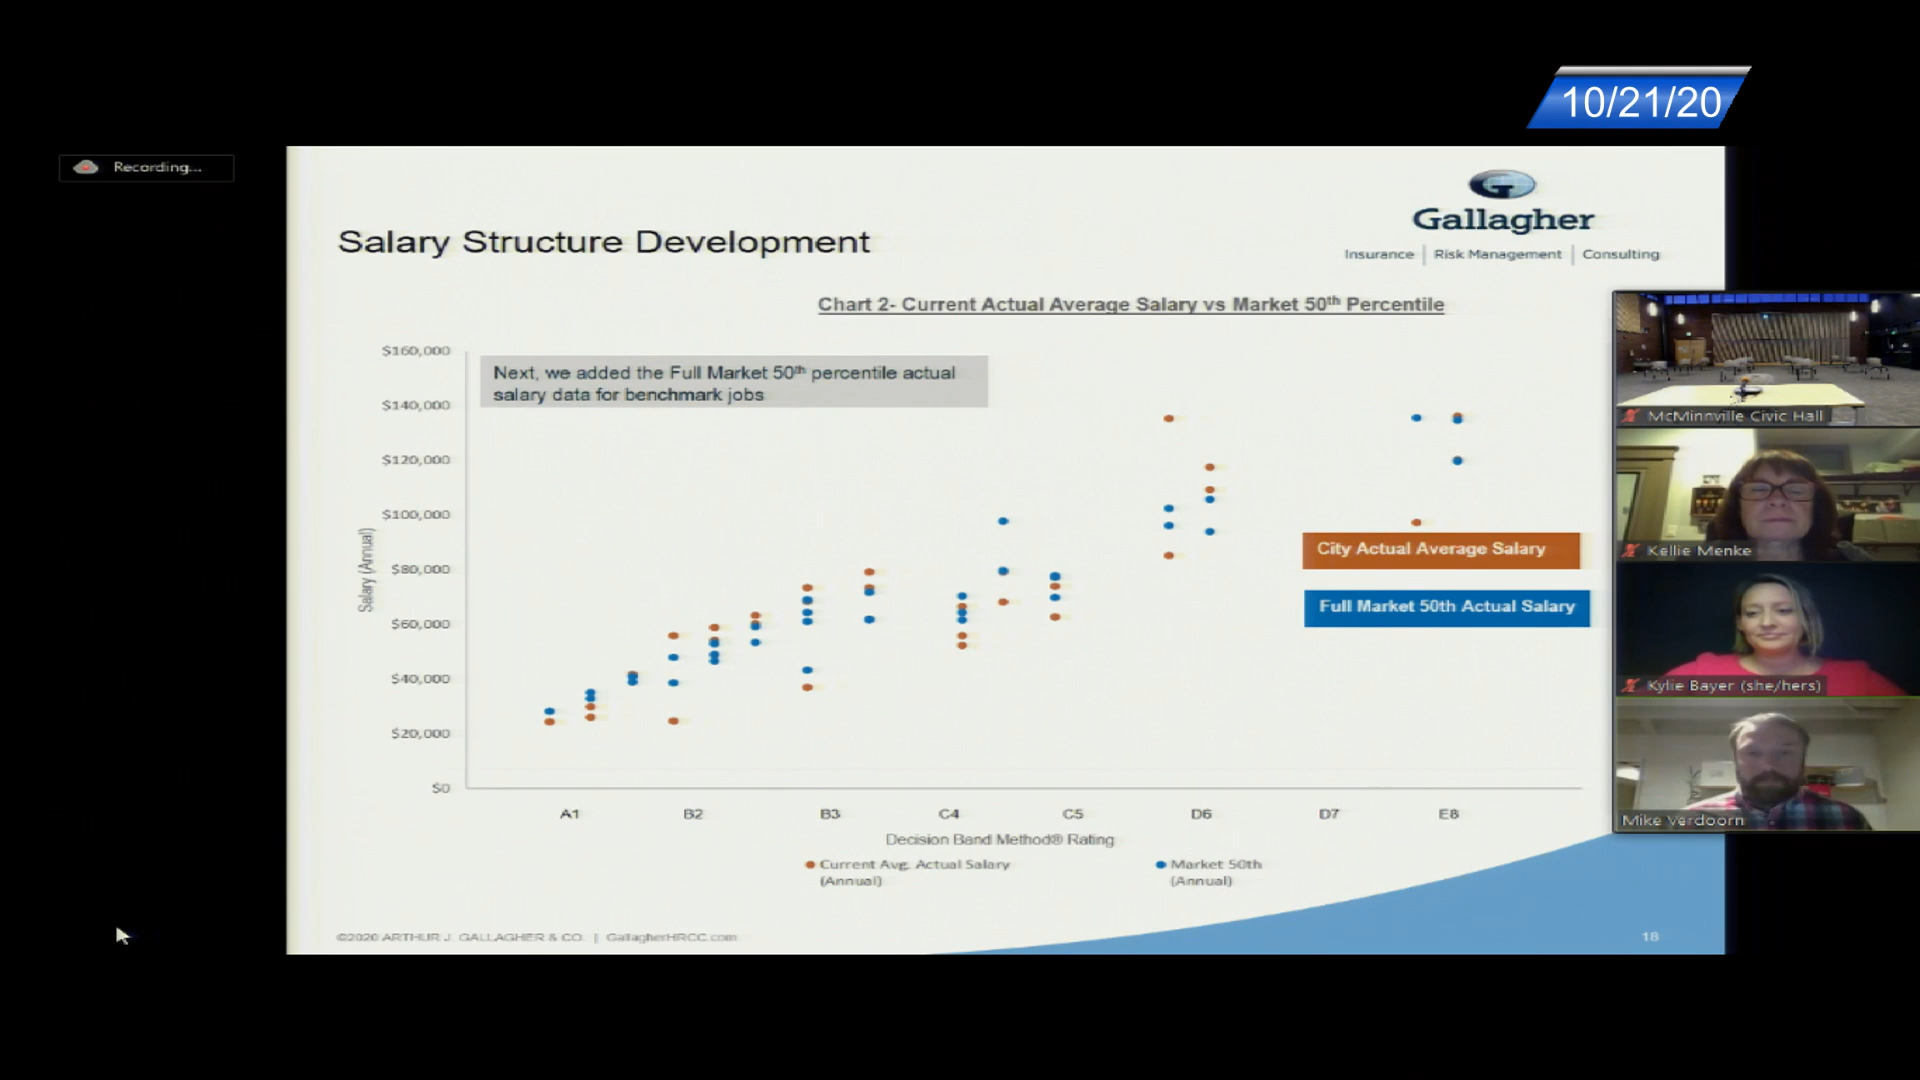 10/21/20
Recording...
Gallagher
Insurance | Risk Management | Consulting
Salary Structure Development
Chart 2- Current Actual Average Salary vs Market 50th Percentile
Next, we added the Full Market 50th percentile actual
salary data for benchmark jobs
$160,000
$140,000
$120,000
$100,000
$80,000
$60,000
$40,000
$20,000
$0
Salary (Annual)
City Actual Average Salary
Full Market 50th Actual Salary
A1 B2 B3 C4 C5 D6 D7 E8
Decision Band Method® Rating
Current Avg. Actual Salary
(Annual)
Market 50th
(Annual)
©2020 ARTHUR J. GALLAGHER & CO. | GallagherHRCC.com
18
McMinnville Civic Hall
Kellie Menke
Kylie Bayer (she/hers)
Mike Verdoorn